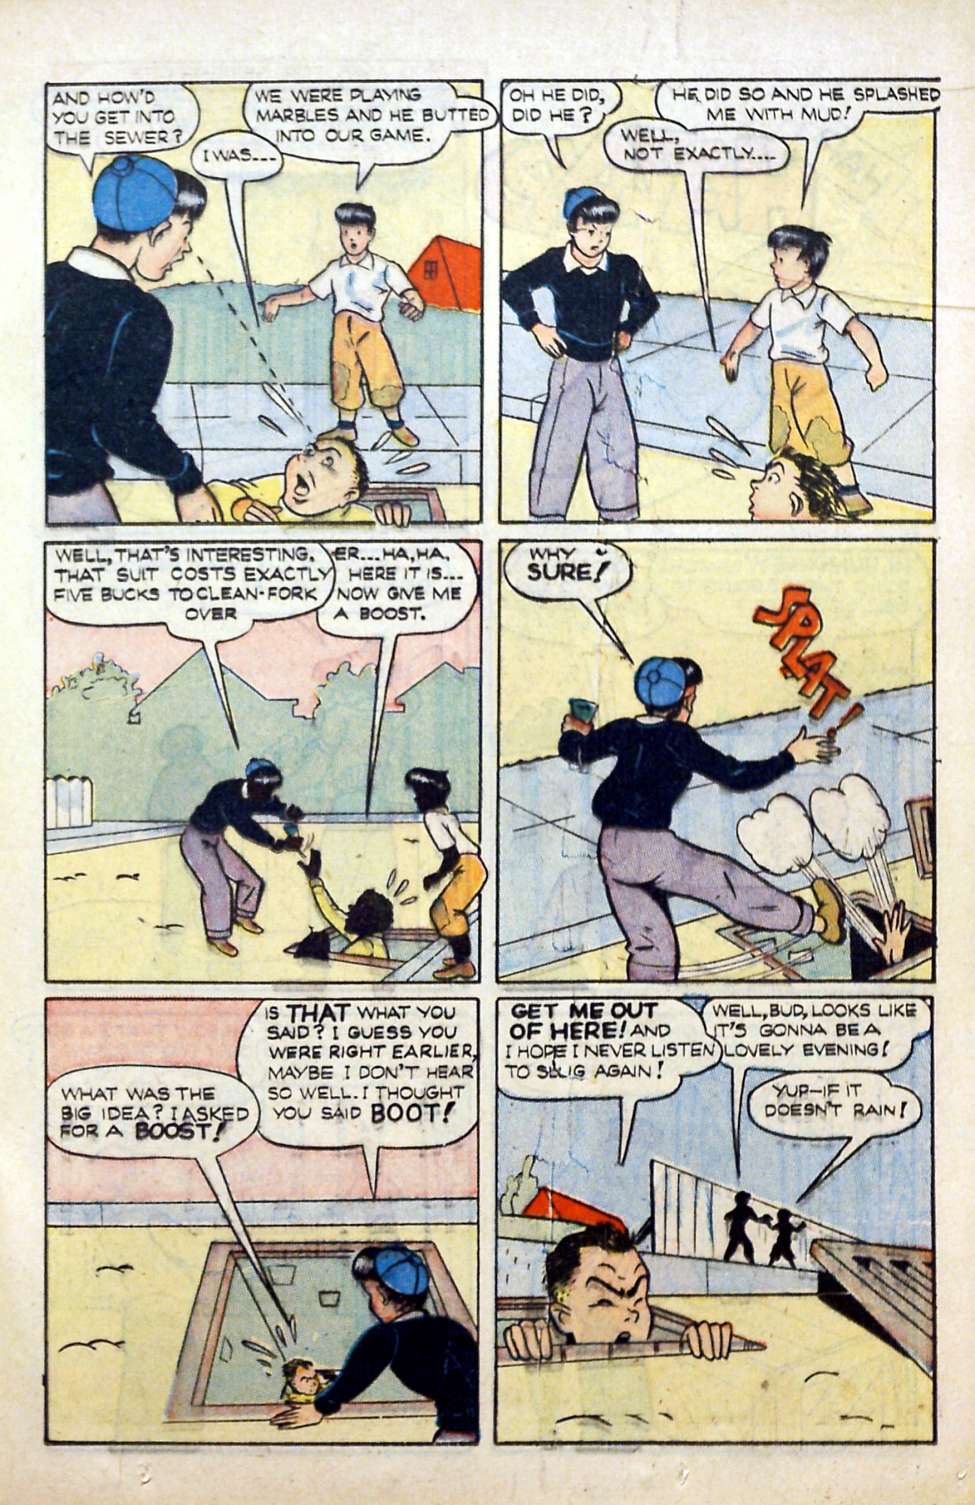 AND HOW'D
YOU GET INTO
THE SEWER?
I WAS---
WE WERE PLAYING
MARBLES AND HE BUTTED
INTO OUR GAME.
OH HE DID,
DID HE?
WELL,
NOT EXACTLY....
HE DID SO AND HE SPLASHED
ME WITH MUD!
WELL, THAT'S INTERESTING.
THAT SUIT COSTS EXACTLY
FIVE BUCKS TO CLEAN-FORK
OVER
ER... HA, HA,
HERE IT IS...
NOW GIVE ME
A BOOST.
WHY
SURE!
SPLAT!
WHAT WAS THE
BIG IDEA? I ASKED
FOR A BOOST!
IS THAT WHAT YOU
SAID? I GUESS YOU
WERE RIGHT EARLIER,
MAYBE I DON'T HEAR
SO WELL. I THOUGHT
YOU SAID BOOT!
GET ME OUT
OF HERE! AND
I HOPE I NEVER LISTEN
TO SLUG AGAIN!
WELL, BUD, LOOKS LIKE
IT'S GONNA BE A
LOVELY EVENING!
YUP-IF IT
DOESN'T RAIN!